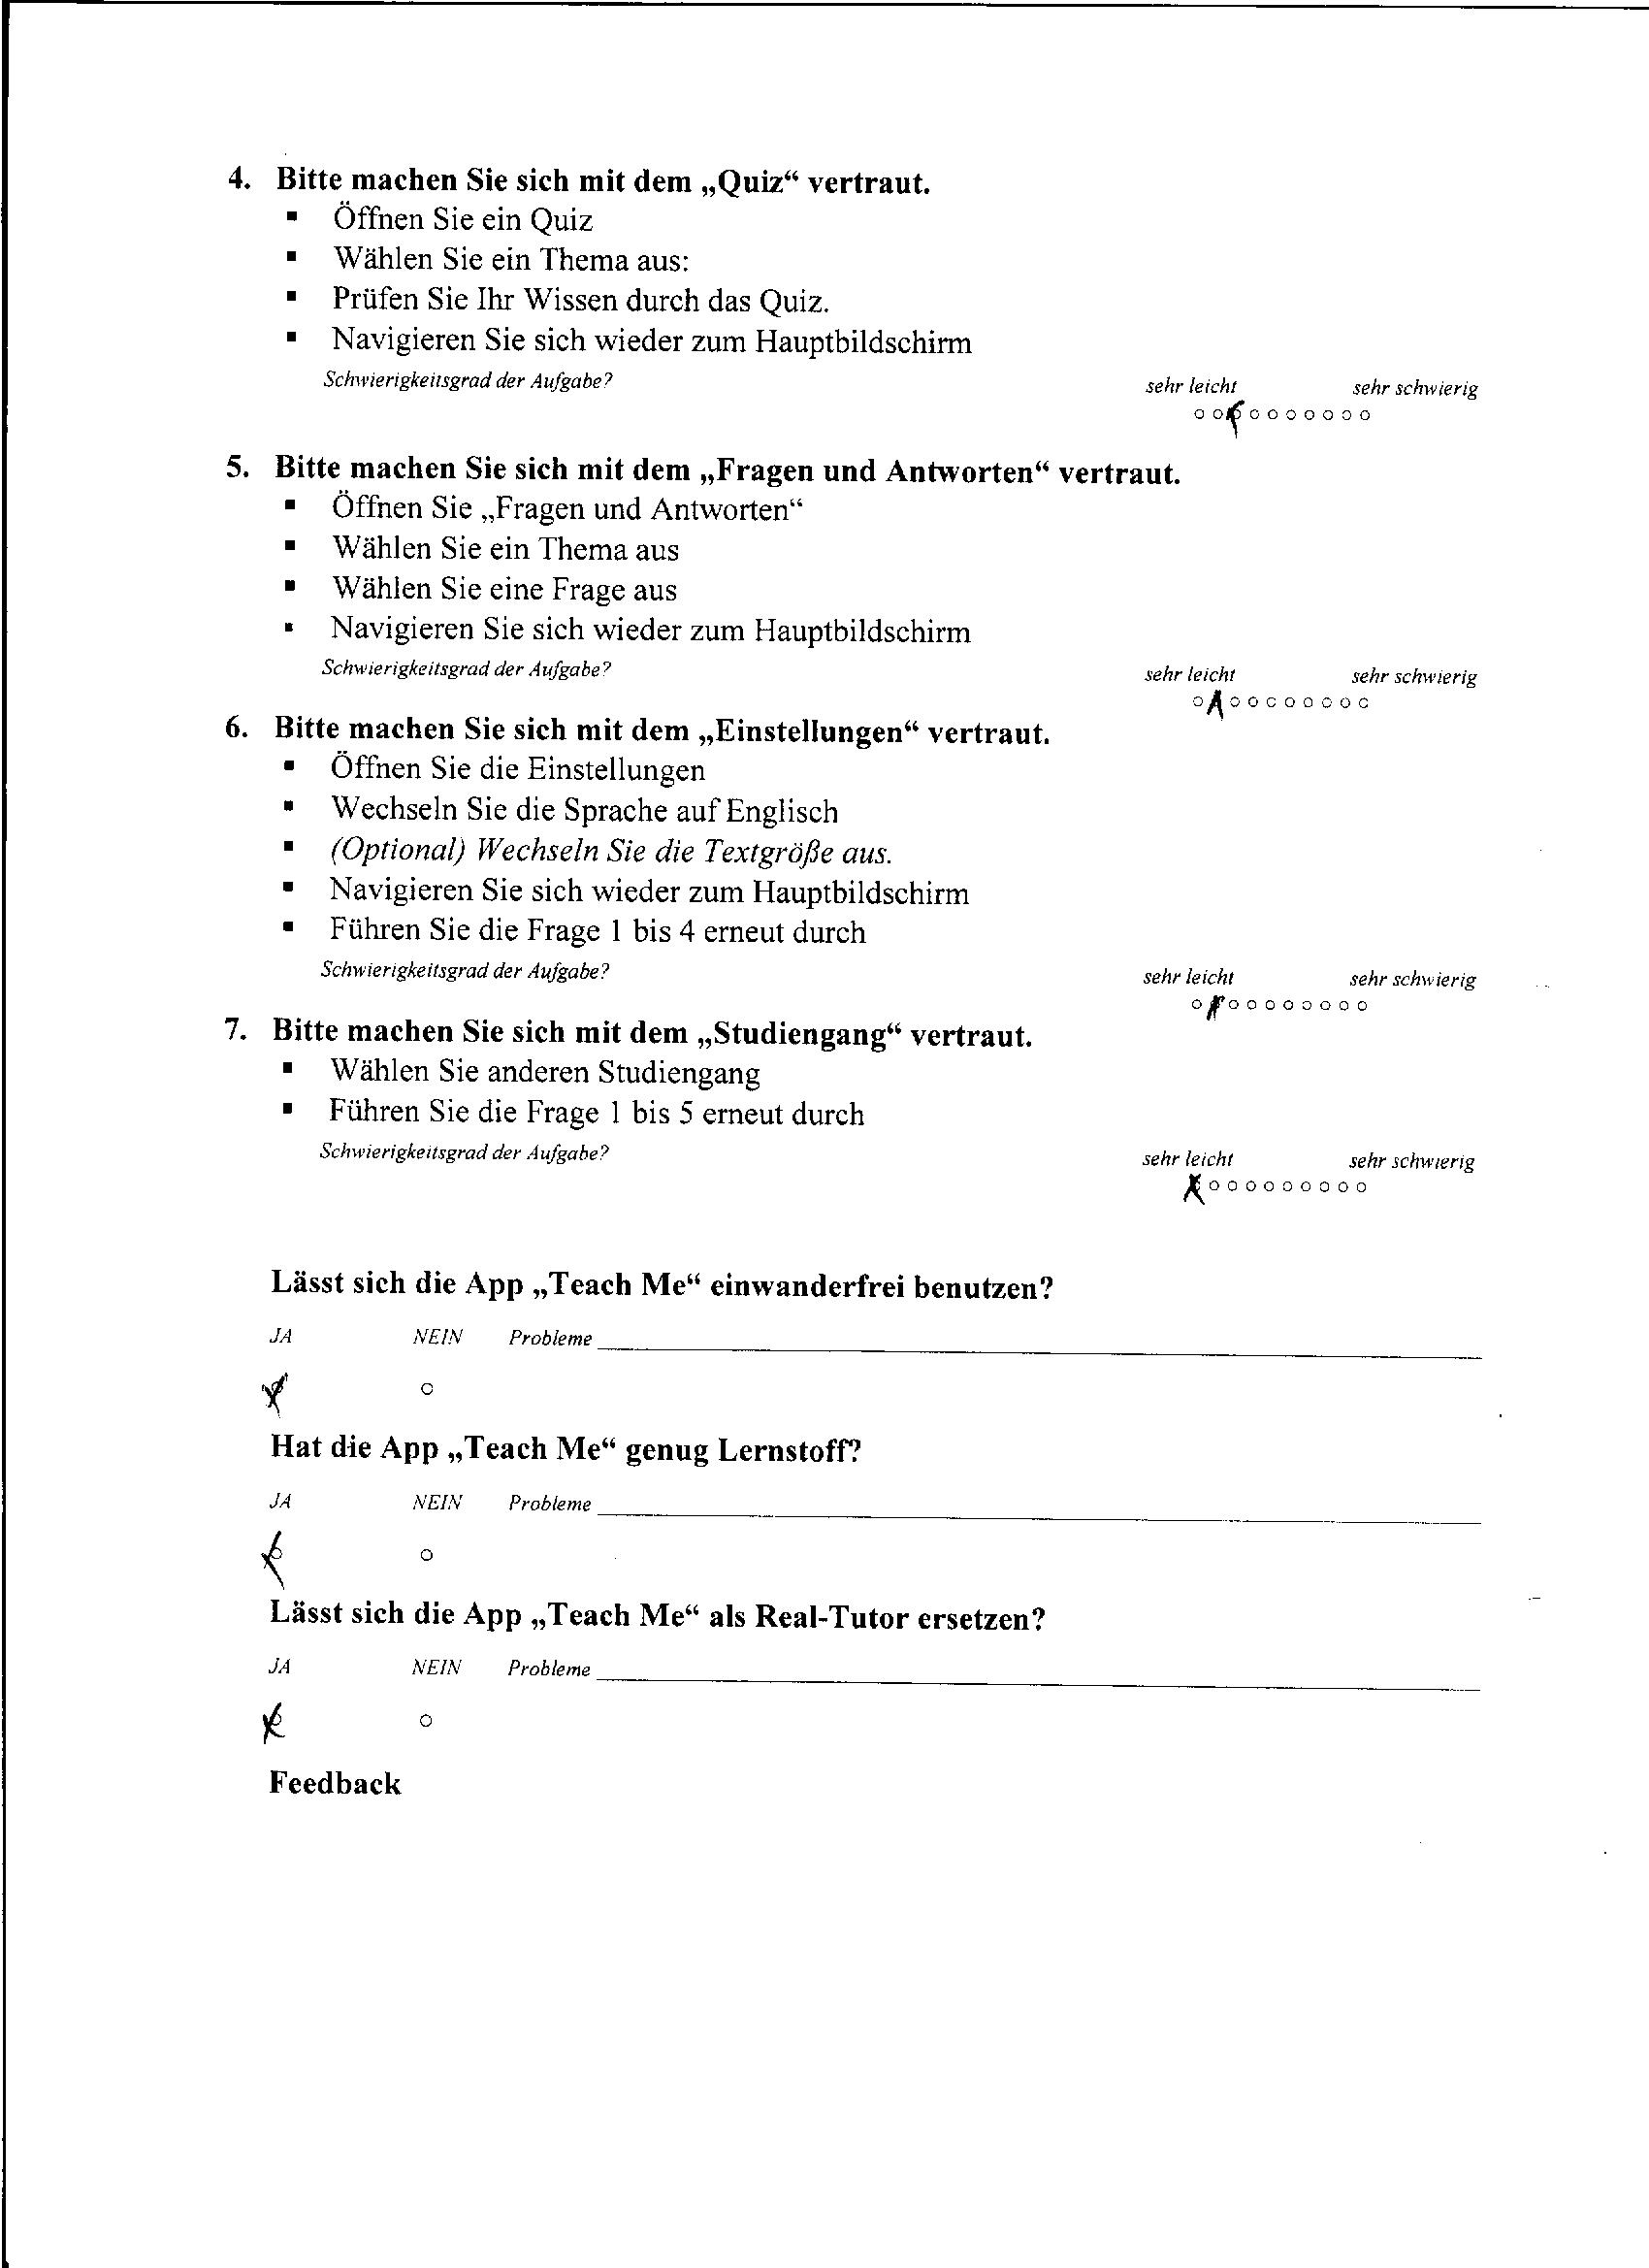 4. Bitte machen Sie sich mit dem „Quiz“ vertraut.
▪ Öffnen Sie ein Quiz
▪ Wählen Sie ein Thema aus:
▪ Prüfen Sie Ihr Wissen durch das Quiz.
▪ Navigieren Sie sich wieder zum Hauptbildschirm
Schwierigkeitsgrad der Aufgabe? sehr leicht sehr schwierig
5. Bitte machen Sie sich mit dem „Fragen und Antworten“ vertraut.
▪ Öffnen Sie „Fragen und Antworten“
▪ Wählen Sie ein Thema aus
▪ Wählen Sie eine Frage aus
▪ Navigieren Sie sich wieder zum Hauptbildschirm
Schwierigkeitsgrad der Aufgabe? sehr leicht sehr schwierig
6. Bitte machen Sie sich mit dem „Einstellungen“ vertraut.
▪ Öffnen Sie die Einstellungen
▪ Wechseln Sie die Sprache auf Englisch
▪ (Optional) Wechseln Sie die Textgröße aus.
▪ Navigieren Sie sich wieder zum Hauptbildschirm
▪ Führen Sie die Frage 1 bis 4 erneut durch
Schwierigkeitsgrad der Aufgabe? sehr leicht sehr schwierig
7. Bitte machen Sie sich mit dem „Studiengang“ vertraut.
▪ Wählen Sie anderen Studiengang
▪ Führen Sie die Frage 1 bis 5 erneut durch
Schwierigkeitsgrad der Aufgabe? sehr leicht sehr schwierig
Lässt sich die App „Teach Me“ einwanderfrei benutzen?
JA NEIN Probleme
Hat die App „Teach Me“ genug Lernstoff?
JA NEIN Probleme
Lässt sich die App „Teach Me“ als Real-Tutor ersetzen?
JA NEIN Probleme
Feedback